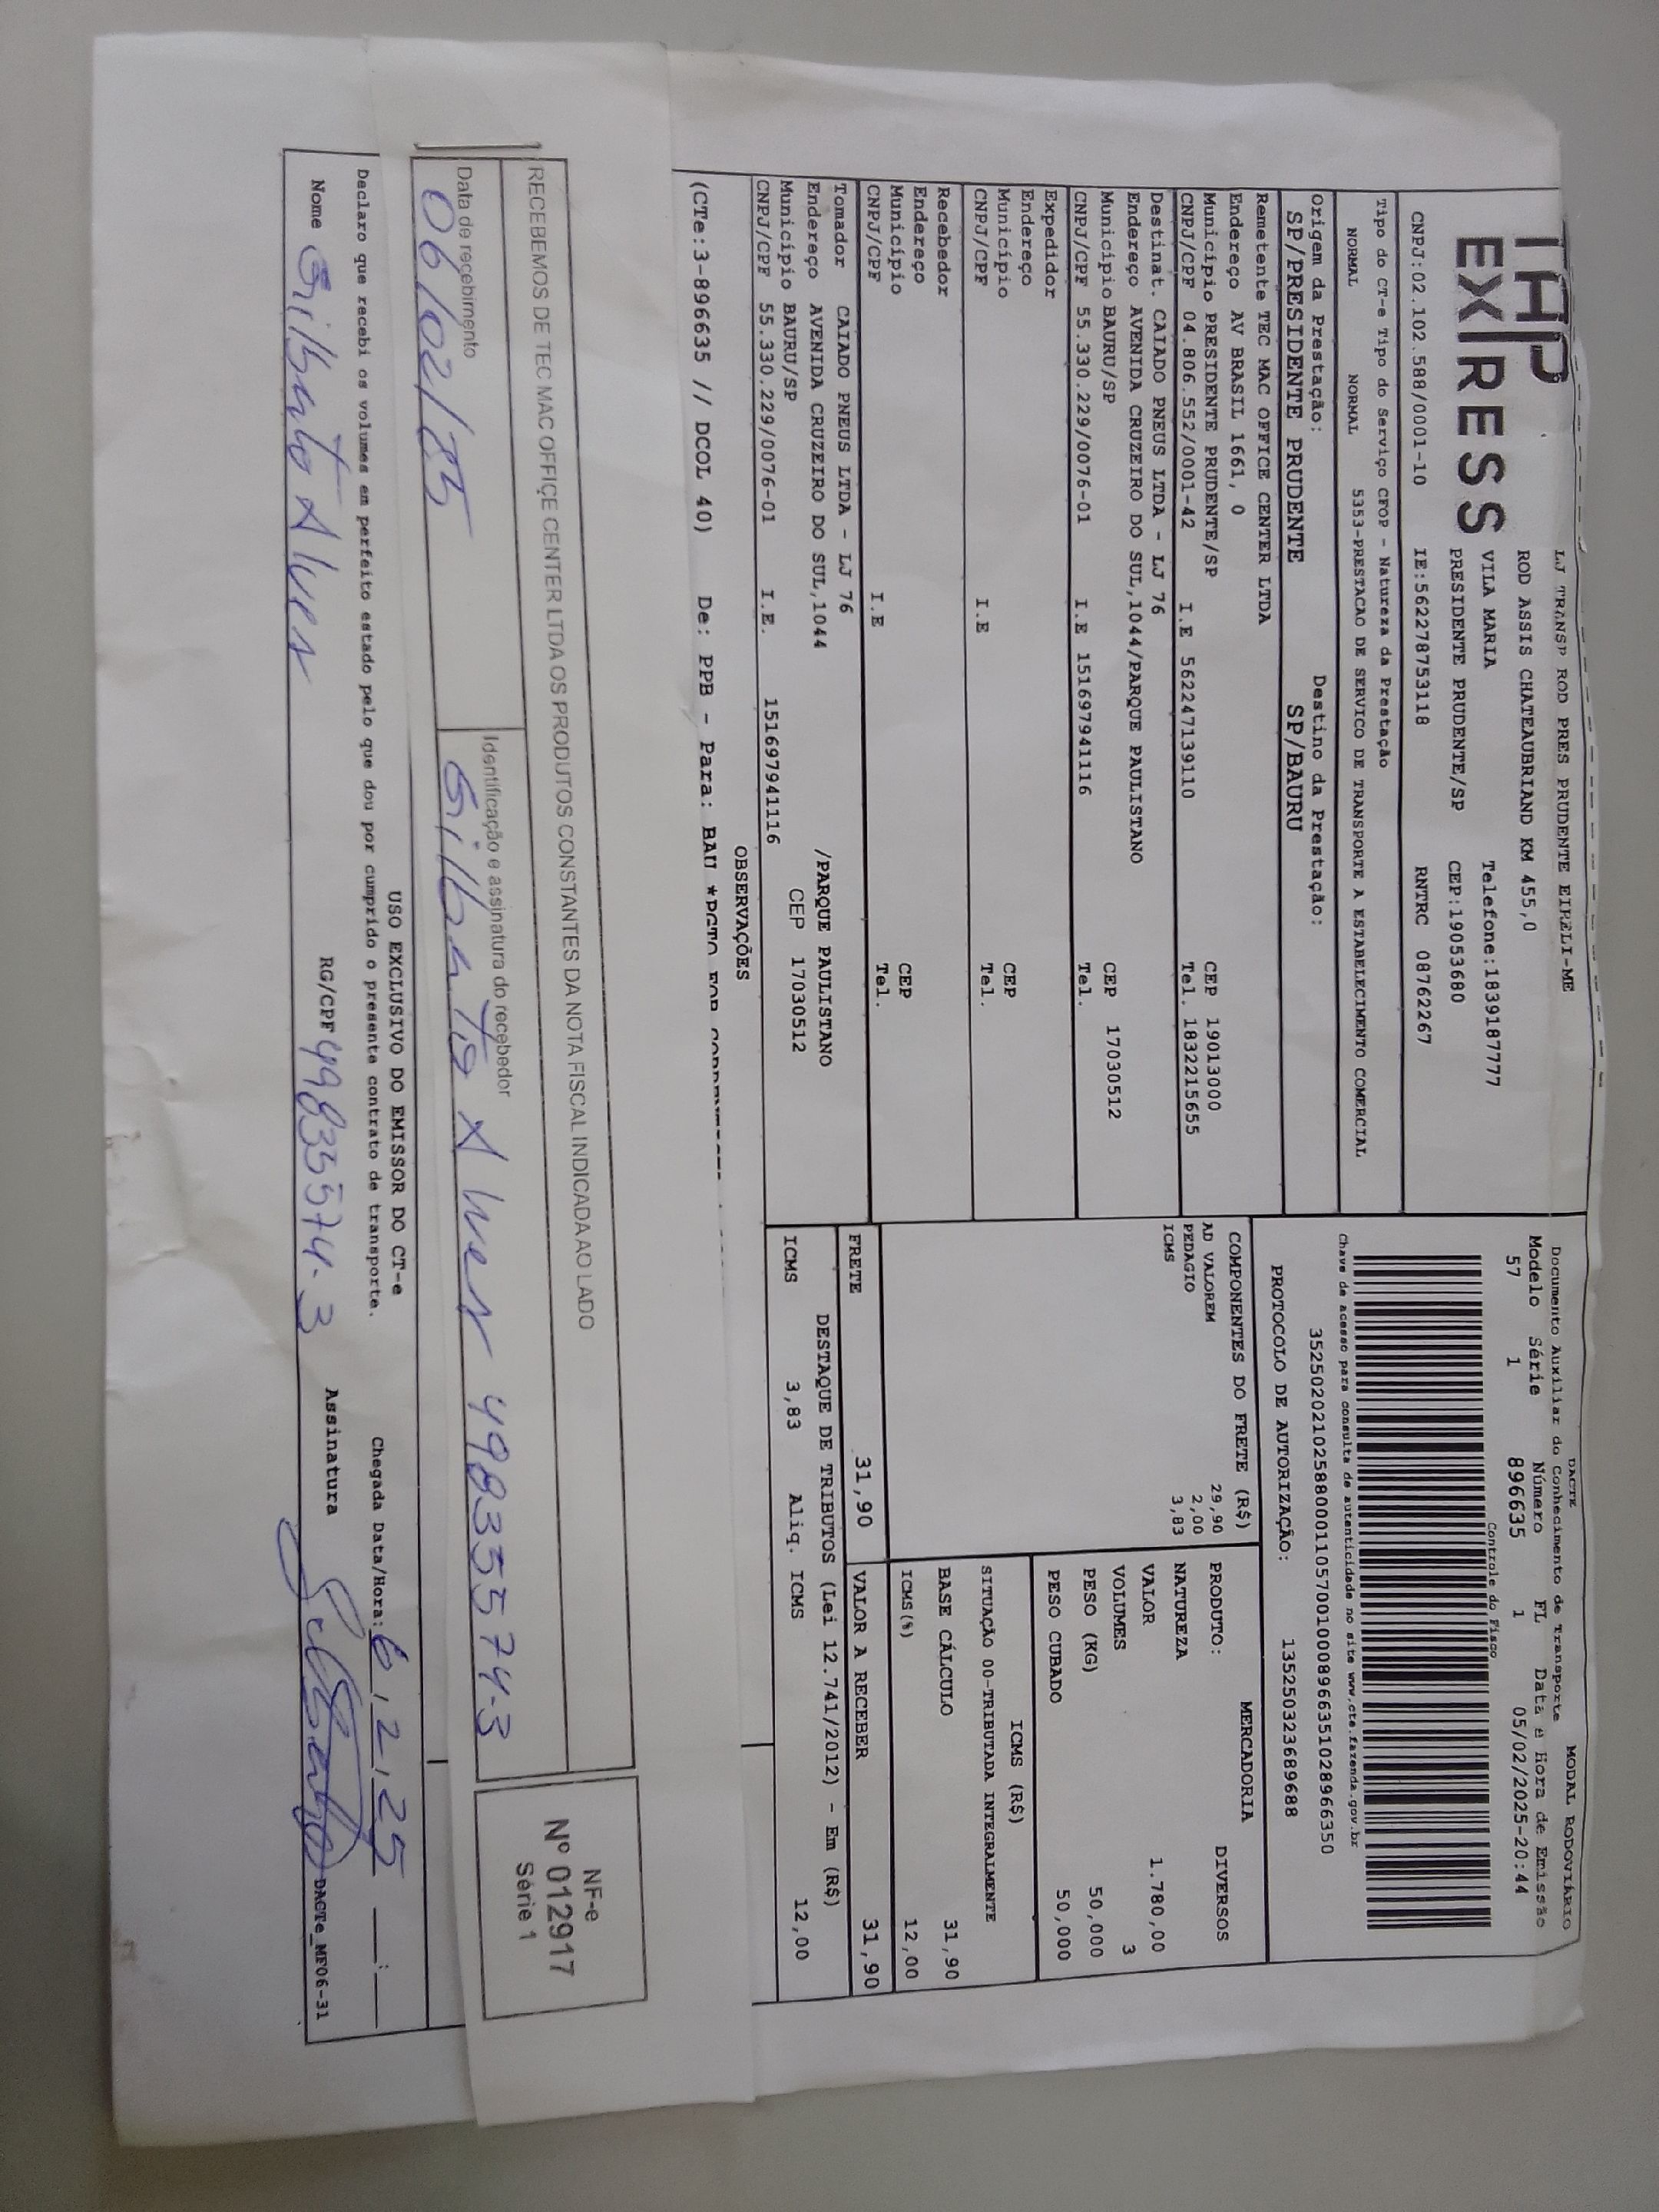 TAP
EXPRESS
LJ TRANSP ROD PRES PRUDENTE EIRELI-ME
ROD ASSIS CHATEAUBRIAND KM 455,0
VILA MARIA Telefone:1839187777
PRESIDENTE PRUDENTE/SP CEP:19053680
CNPJ:02.102.588/0001-10 IE:562278753118 RNTRC 08762267
Tipo do CT-e Tipo do Serviço CFOP - Natureza da Prestação
NORMAL NORMAL 5353-PRESTACAO DE SERVICO DE TRANSPORTE A ESTABELECIMENTO COMERCIAL
Origem da Prestação: Destino da Prestação:
SP/PRESIDENTE PRUDENTE SP/BAURU
Remetente TEC MAC OFFICE CENTER LTDA
Endereço AV BRASIL 1661, 0
Município PRESIDENTE PRUDENTE/SP CEP 19013000
CNPJ/CPF 04.806.552/0001-42 I.E 562247139110 Tel. 1832215655
Destinat. CAIADO PNEUS LTDA - LJ 76
Endereço AVENIDA CRUZEIRO DO SUL,1044/PARQUE PAULISTANO
Município BAURU/SP CEP 17030512
CNPJ/CPF 55.330.229/0076-01 I.E 151697941116 Tel.
Expedidor
Endereço
Município CEP
CNPJ/CPF I.E Tel.
Recebedor
Endereço
Município CEP
CNPJ/CPF I.E Tel.
Tomador CAIADO PNEUS LTDA - LJ 76
Endereço AVENIDA CRUZEIRO DO SUL,1044 /PARQUE PAULISTANO
Município BAURU/SP CEP 17030512
CNPJ/CPF 55.330.229/0076-01 I.E. 151697941116
OBSERVAÇÕES
(CTe:3-896635 // DCOL 40) De: PPB - Para: BAU *PGTO
DACTE
MODAL RODOVIÁRIO
Documento Auxiliar do Conhecimento de Transporte
Modelo Série Número FL Data e Hora de Emissão
57 1 896635 1 05/02/2025-20:44
Controle do Fisco
Chave de acesso para consulta de autenticidade no site www.cte.fazenda.gov.br
35250202102588000110570010008966351028966350
PROTOCOLO DE AUTORIZAÇÃO: 135250323689688
COMPONENTES DO FRETE (R$)
AD VALOREM 29,90
PEDAGIO 2,00
ICMS 3,83
MERCADORIA
PRODUTO: DIVERSOS
NATUREZA
VALOR 1.780,00
VOLUMES 3
PESO (KG) 50,000
PESO CUBADO 50,000
ICMS (R$)
SITUAÇÃO 00-TRIBUTADA INTEGRALMENTE
BASE CÁLCULO 31,90
ICMS(%) 12,00
FRETE 31,90 VALOR A RECEBER 31,90
DESTAQUE DE TRIBUTOS (Lei 12.741/2012) - Em (R$)
ICMS 3,83 Aliq. ICMS 12,00
RECEBEMOS DE TEC MAC OFFICE CENTER LTDA OS PRODUTOS CONSTANTES DA NOTA FISCAL INDICADA AO LADO
Data de recebimento Identificação e assinatura do recebedor
06/02/85 Gilberto Alves 49835574-3
NF-e
Nº 012917
Série 1
USO EXCLUSIVO DO EMISSOR DO CT-e
Declaro que recebi os volumes em perfeito estado pelo que dou por cumprido o presente contrato de transporte. Chegada Data/Hora: 6/2/25 __:__
Nome Gilberto Alves RG/CPF 49835574.3 Assinatura Gilberto
DACTe_MF06-31